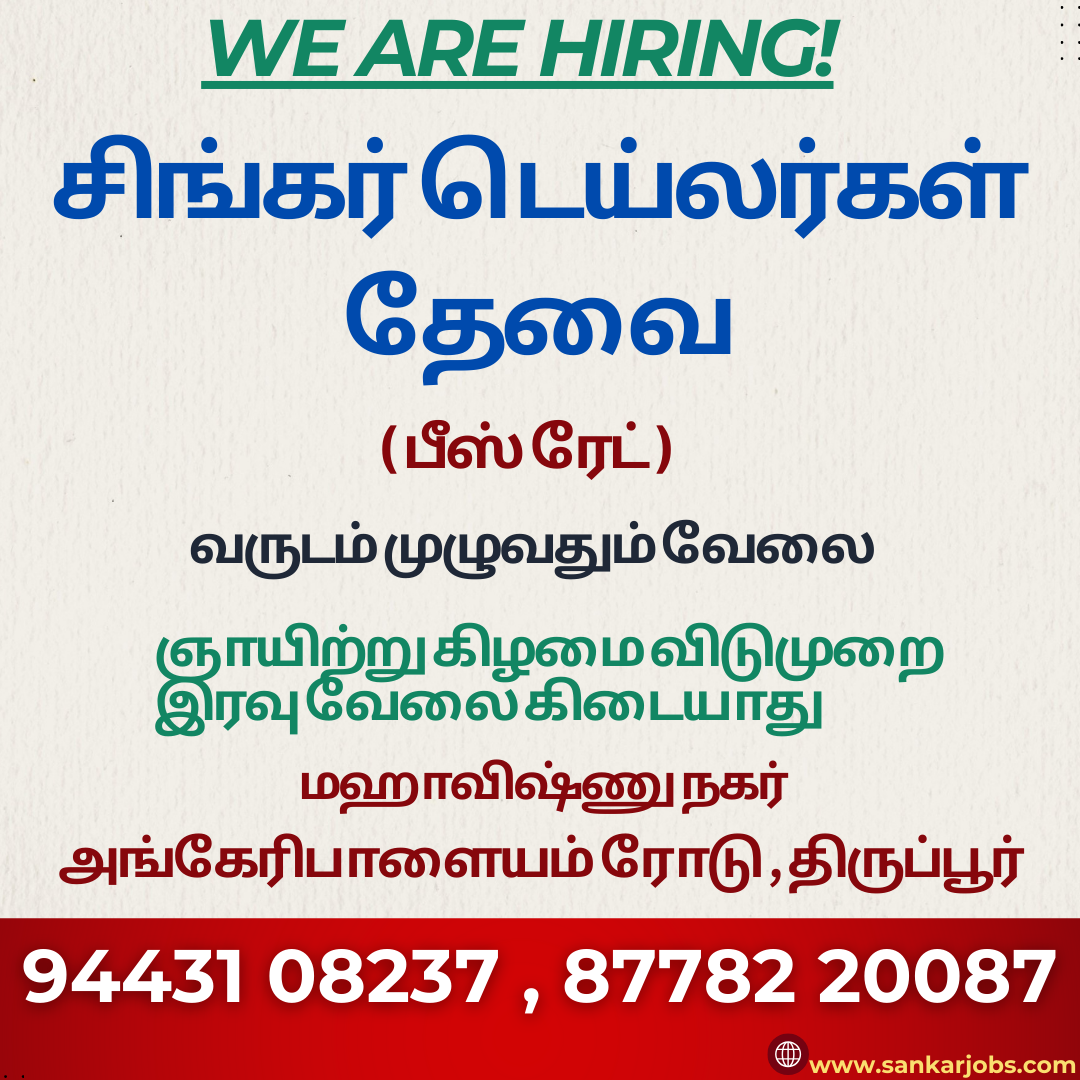 WE ARE HIRING!
சிங்கர் டெய்லர்கள்
தேவை
( பீஸ் ரேட் )
வருடம் முழுவதும் வேலை
ஞாயிற்று கிழமை விடுமுறை
இரவு வேலை கிடையாது
மஹாவிஷ்ணு நகர்
அங்கேரிபாளையம் ரோடு , திருப்பூர்
94431 08237 , 87782 20087
www.sankarjobs.com